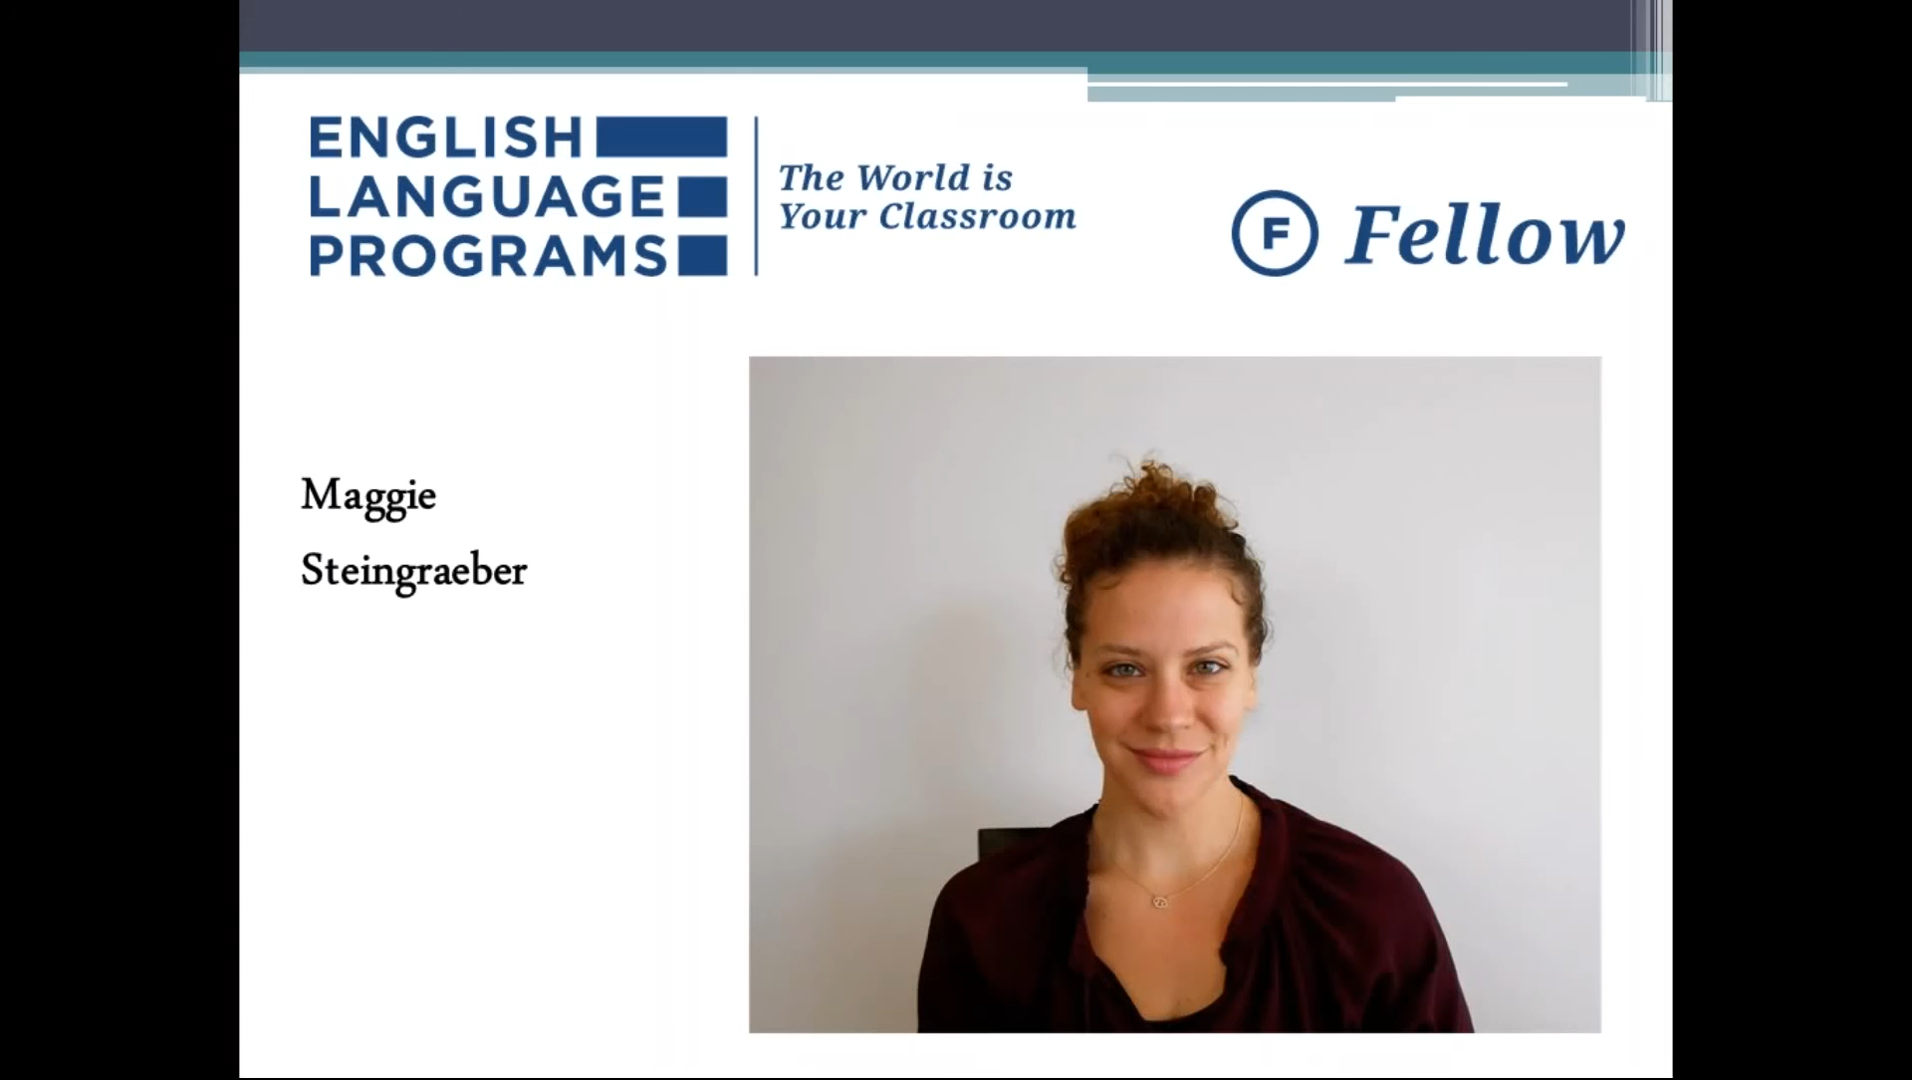 ENGLISH
LANGUAGE
PROGRAMS
The World is
Your Classroom
F Fellow
Maggie
Steingraeber